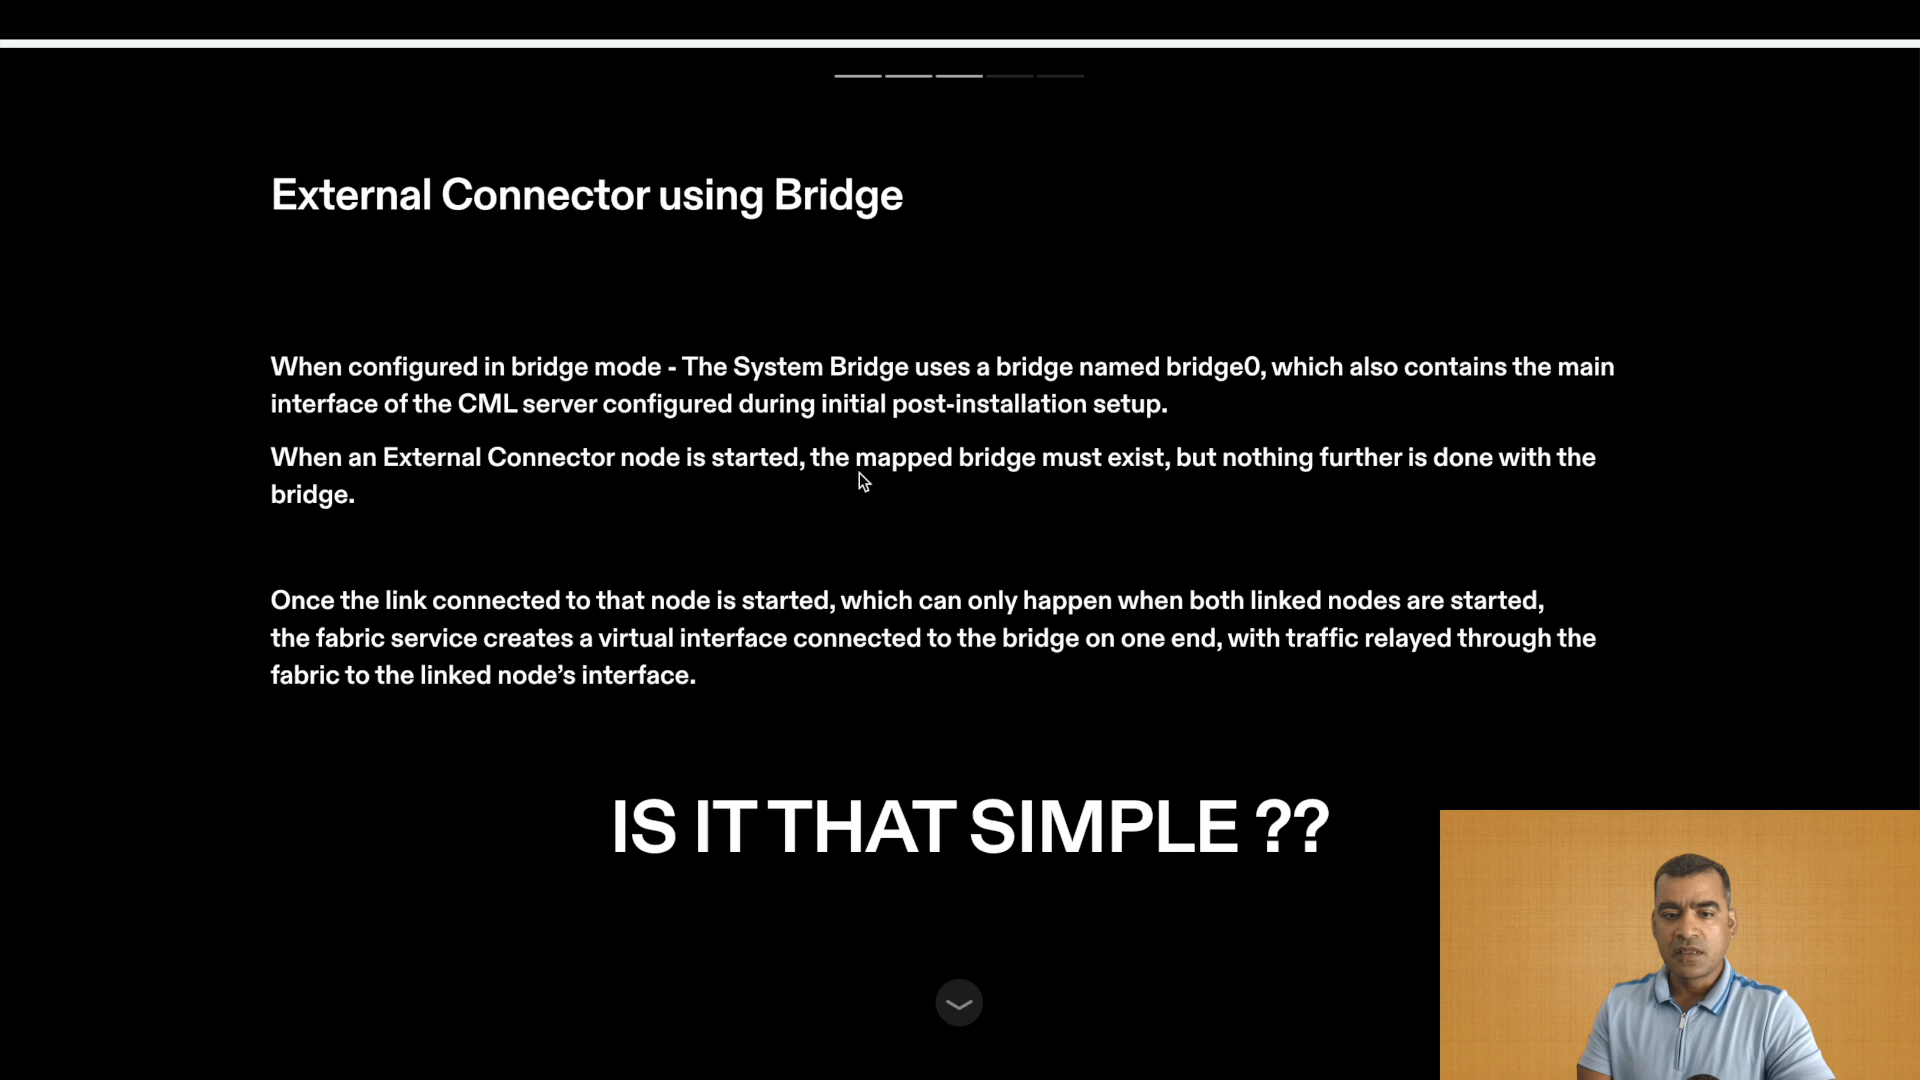 External Connector using Bridge
When configured in bridge mode - The System Bridge uses a bridge named bridge0, which also contains the main
interface of the CML server configured during initial post-installation setup.
When an External Connector node is started, the mapped bridge must exist, but nothing further is done with the
bridge.
Once the link connected to that node is started, which can only happen when both linked nodes are started,
the fabric service creates a virtual interface connected to the bridge on one end, with traffic relayed through the
fabric to the linked node’s interface.
IS IT THAT SIMPLE ??